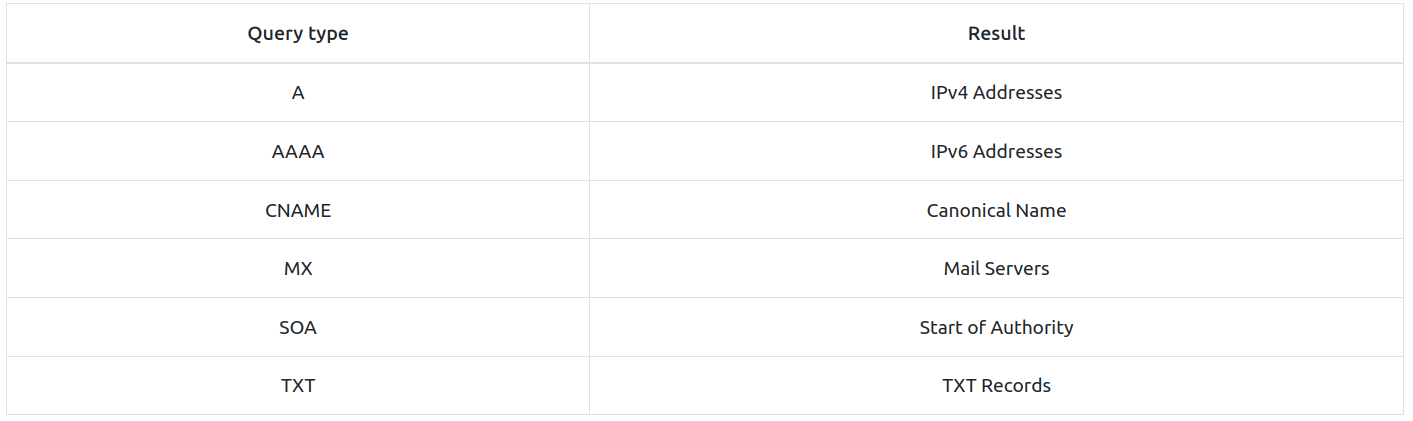 Query type Result
A IPv4 Addresses
AAAA IPv6 Addresses
CNAME Canonical Name
MX Mail Servers
SOA Start of Authority
TXT TXT Records